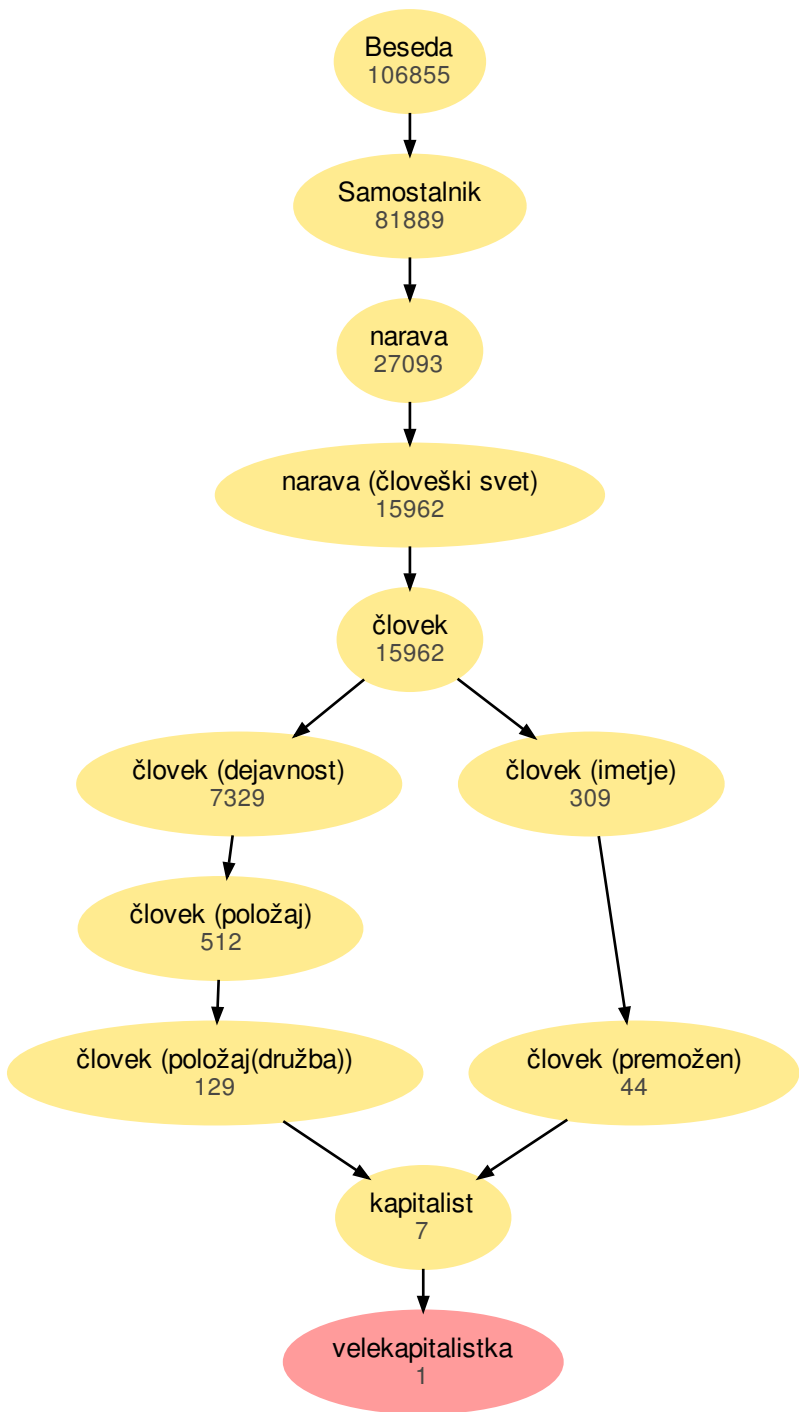 Beseda
106855
Samostalnik
81889
narava
27093
narava (človeški svet)
15962
človek
15962
človek (dejavnost)
7329
človek (imetje)
309
človek (položaj)
512
človek (položaj(družba))
129
človek (premožen)
44
kapitalist
7
velekapitalistka
1